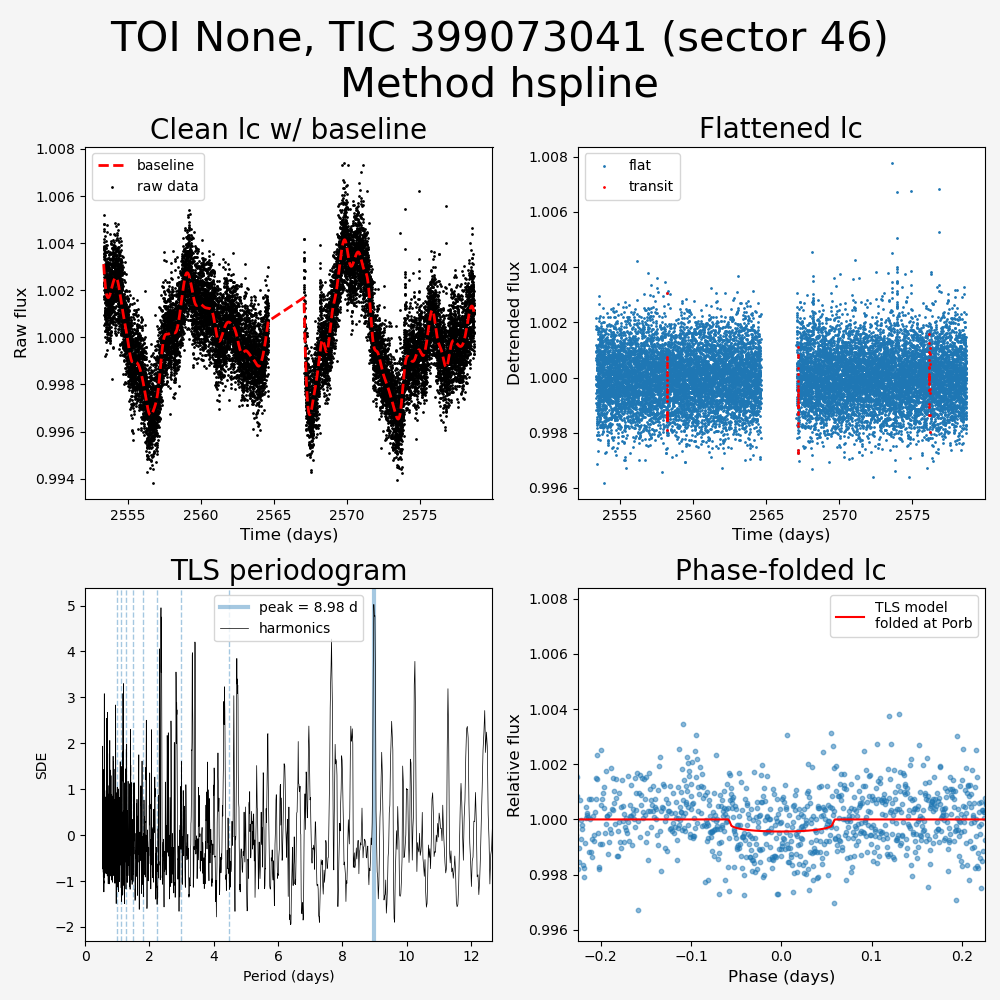 TOI None, TIC 399073041 (sector 46)
Method hspline
Clean lc w/ baseline
Flattened lc
1.008
1.006
1.004
1.002
1.000
0.998
0.996
0.994
Raw flux
baseline
raw data
2555
2560
2565
2570
2575
Time (days)
1.008
1.006
1.004
1.002
1.000
0.998
0.996
Detrended flux
flat
transit
2555
2560
2565
2570
2575
Time (days)
TLS periodogram
Phase-folded lc
5
4
3
2
1
0
−1
−2
SDE
peak = 8.98 d
harmonics
0
2
4
6
8
10
12
Period (days)
1.008
1.006
1.004
1.002
1.000
0.998
0.996
Relative flux
TLS model
folded at Porb
−0.2
−0.1
0.0
0.1
0.2
Phase (days)